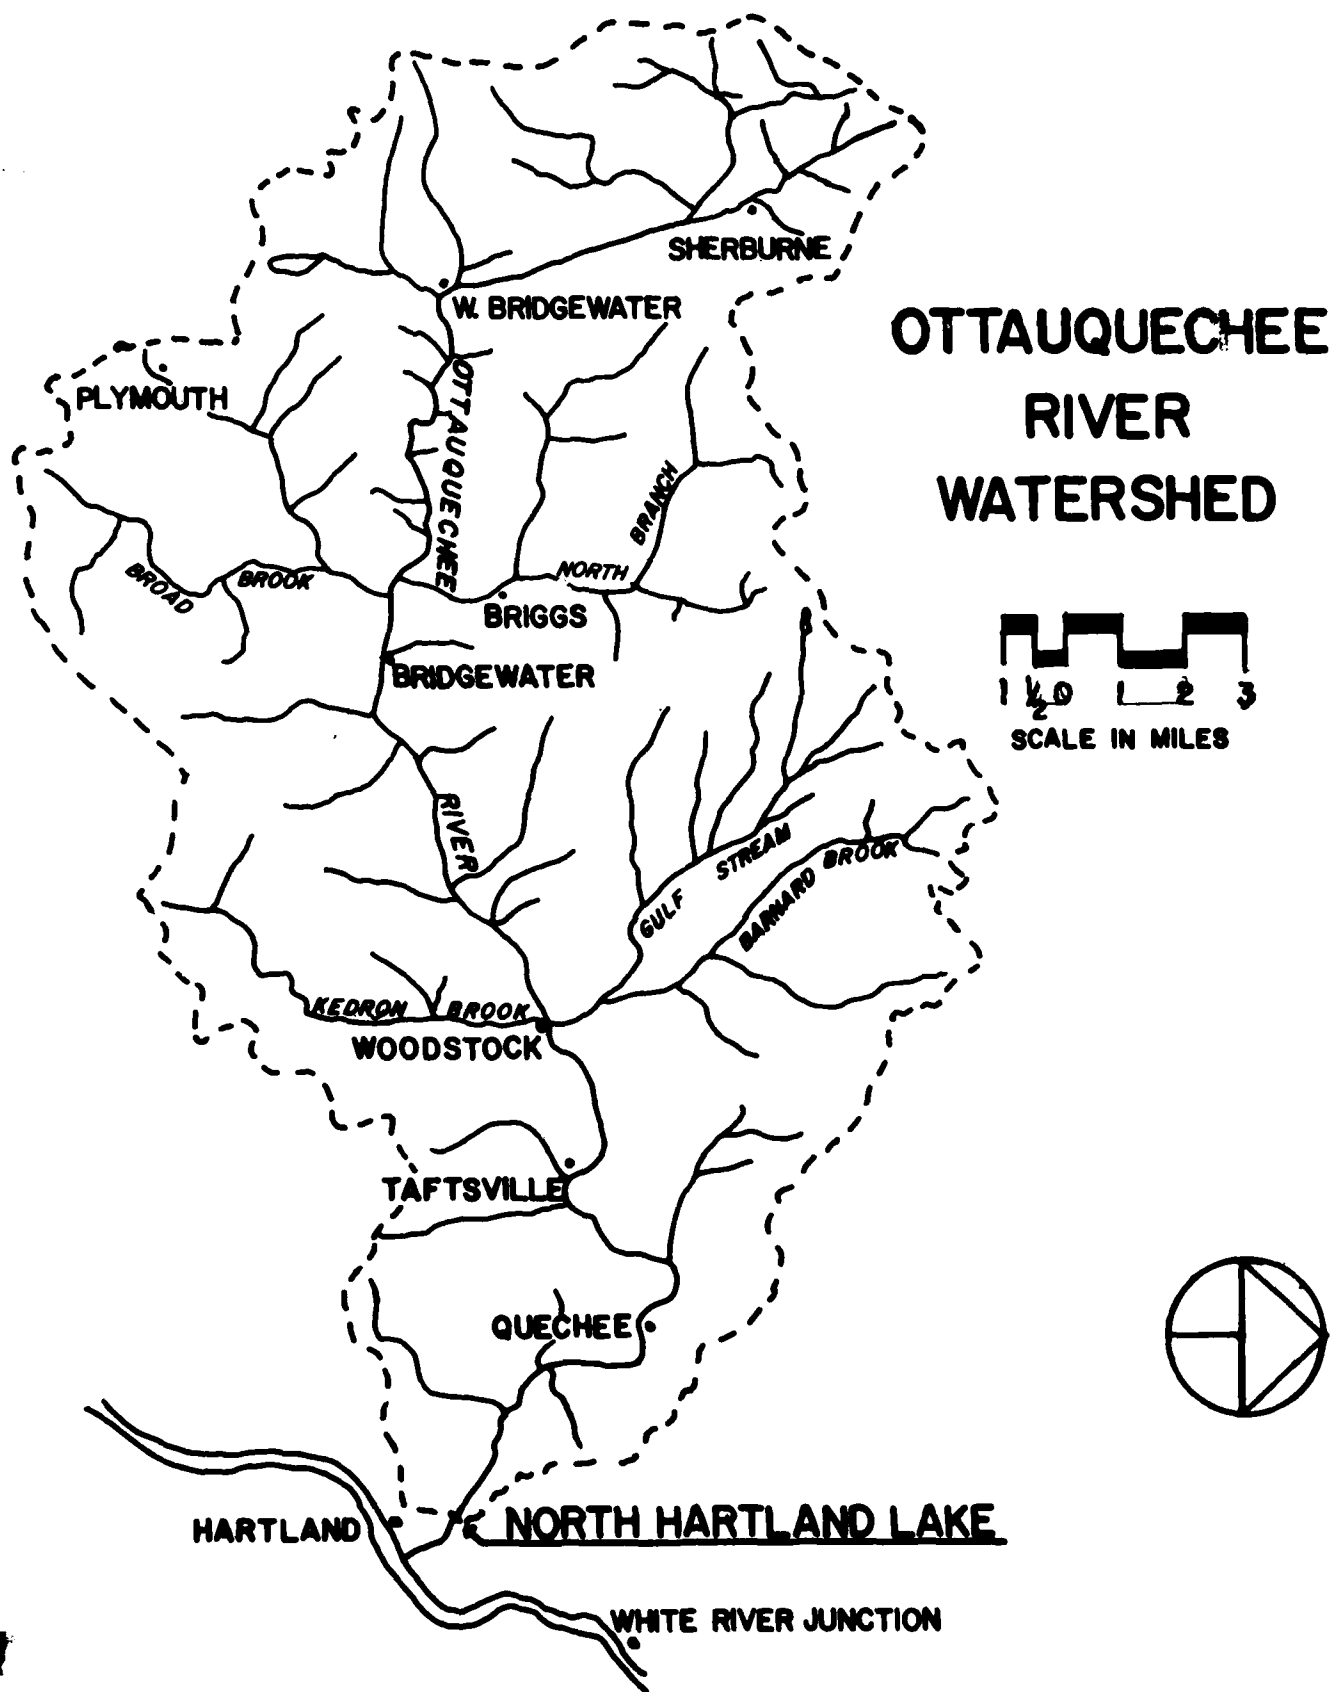 SHERBURNE
W. BRIDGEWATER
OTTAUQUECHEE
RIVER
WATERSHED
PLYMOUTH
OTTAUQUECHEE
BRANCH
NORTH
BROAD
BROOK
BRIGGS
BRIDGEWATER
1 ½ 0 1 2 3
SCALE IN MILES
RIVER
GULF
STREAM
BARNARD
BROOK
KEDRON BROOK
WOODSTOCK
TAFTSVILLE
QUECHEE
HARTLAND
NORTH HARTLAND LAKE
WHITE RIVER JUNCTION